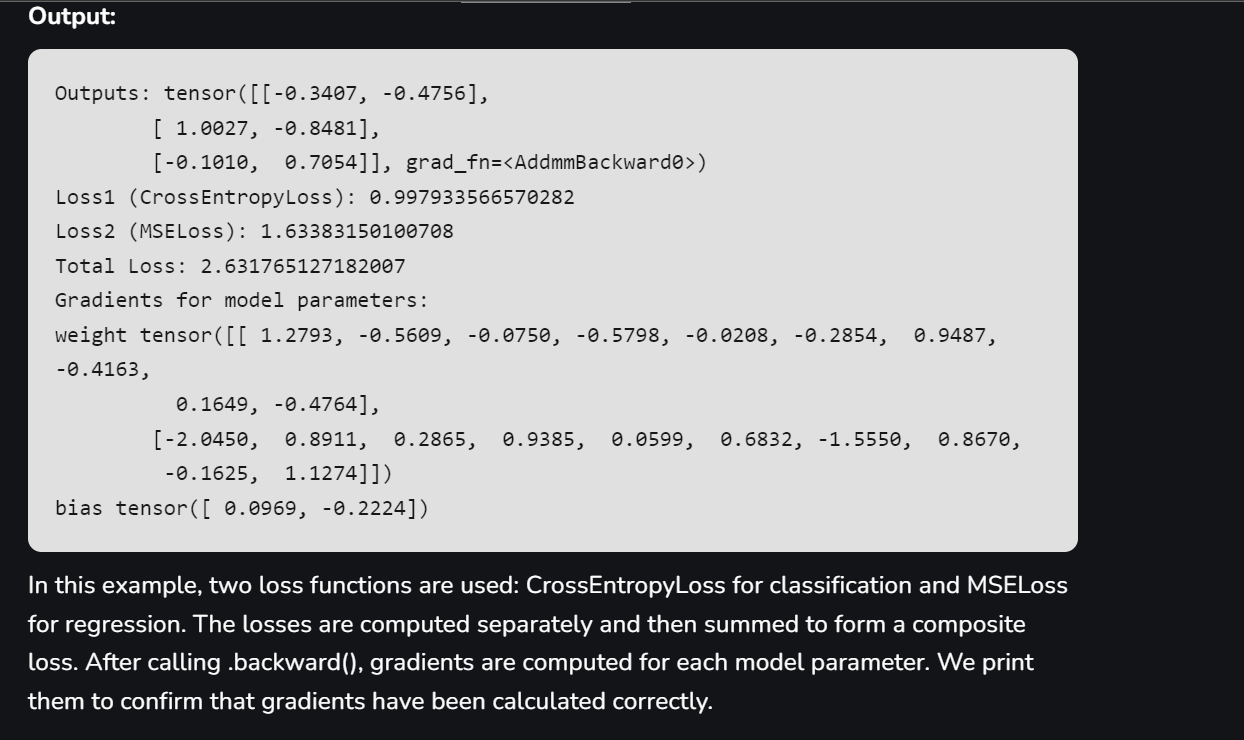 Output:
Outputs: tensor([[-0.3407, -0.4756],
        [ 1.0027, -0.8481],
        [-0.1010,  0.7054]], grad_fn=<AddmmBackward0>)
Loss1 (CrossEntropyLoss): 0.997933566570282
Loss2 (MSELoss): 1.63383150100708
Total Loss: 2.631765127182007
Gradients for model parameters:
weight tensor([[ 1.2793, -0.5609, -0.0750, -0.5798, -0.0208, -0.2854,  0.9487,
-0.4163,
          0.1649, -0.4764],
        [-2.0450,  0.8911,  0.2865,  0.9385,  0.0599,  0.6832, -1.5550,  0.8670,
         -0.1625,  1.1274]])
bias tensor([ 0.0969, -0.2224])
In this example, two loss functions are used: CrossEntropyLoss for classification and MSELoss
for regression. The losses are computed separately and then summed to form a composite
loss. After calling .backward(), gradients are computed for each model parameter. We print
them to confirm that gradients have been calculated correctly.